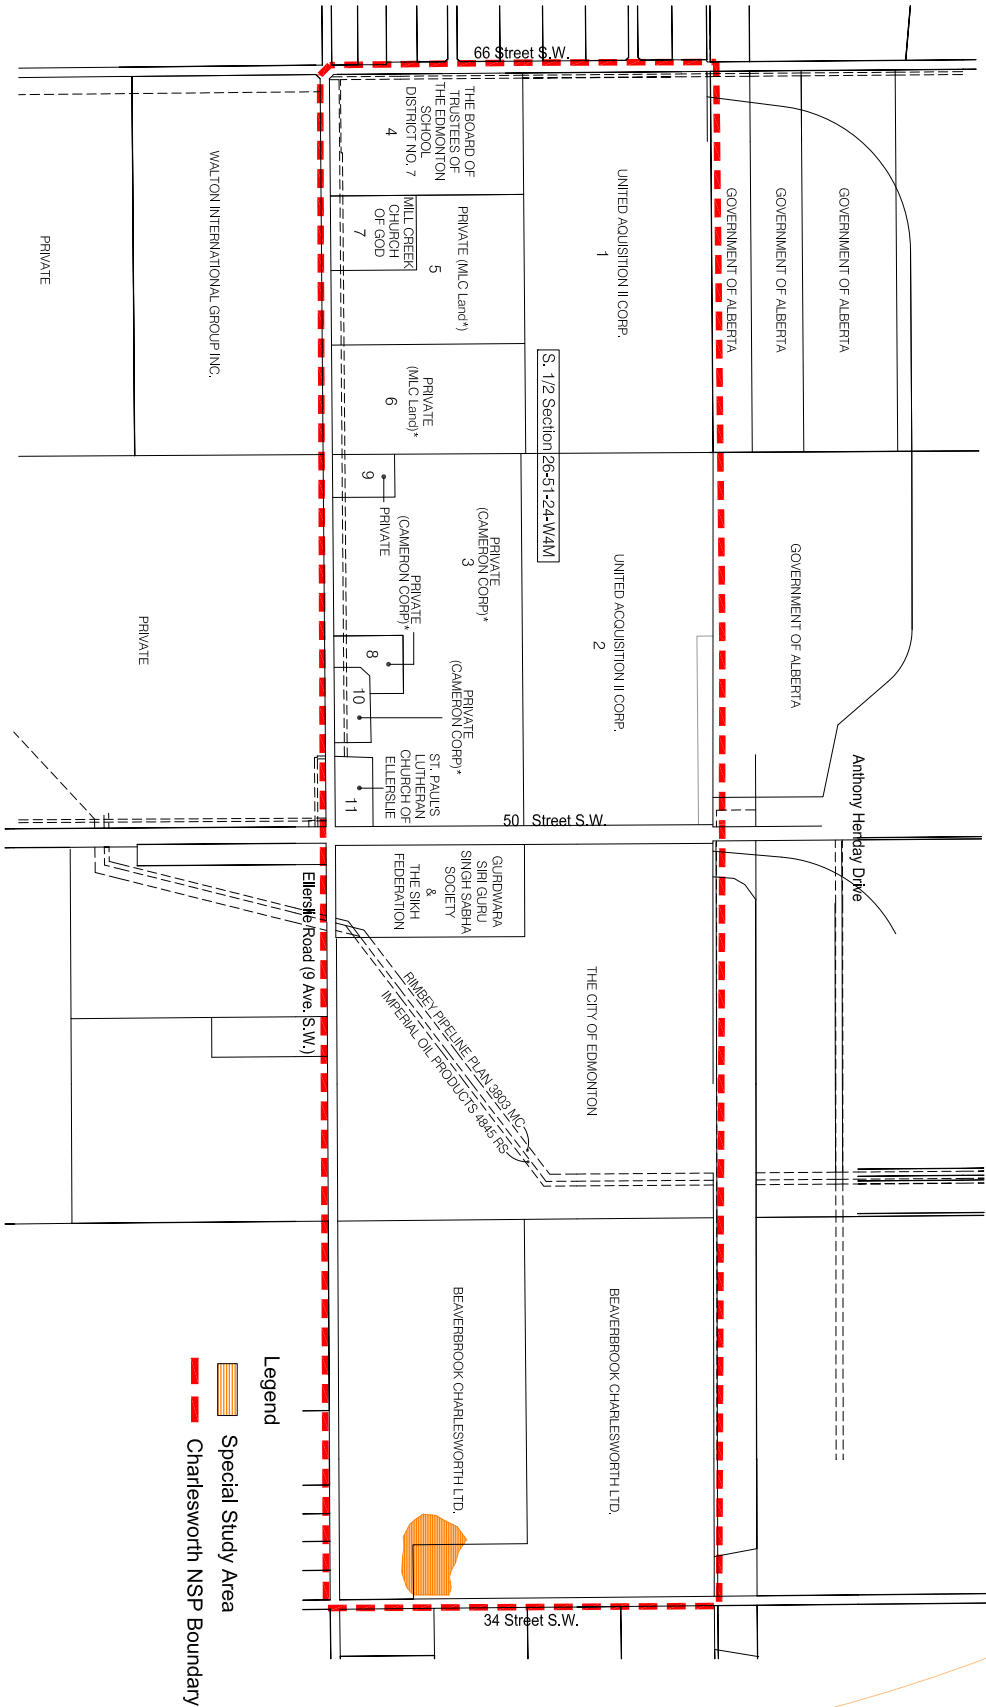 66 Street S.W.
THE BOARD OF
TRUSTEES OF
THE EDMONTON
SCHOOL
DISTRICT NO. 7
4
MILL CREEK
CHURCH
OF GOD
7
PRIVATE (MLC Land*)
5
PRIVATE
(MLC Land)*
6
UNITED AQUISITION II CORP.
1
GOVERNMENT OF ALBERTA
GOVERNMENT OF ALBERTA
GOVERNMENT OF ALBERTA
WALTON INTERNATIONAL GROUP INC.
PRIVATE
S. 1/2 Section 26-51-24-W4M
9
PRIVATE
PRIVATE
(CAMERON CORP)*
3
PRIVATE
(CAMERON CORP)*
8
PRIVATE
(CAMERON CORP)*
10
ST. PAUL'S
LUTHERAN
CHURCH OF
ELLERSLIE
11
UNITED ACQUISITION II CORP.
2
GOVERNMENT OF ALBERTA
PRIVATE
50 Street S.W.
Anthony Henday Drive
Ellerslie Road (9 Ave. S.W.)
GURDWARA
SIRI GURU
SINGH SABHA
SOCIETY
&
THE SIKH
FEDERATION
THE CITY OF EDMONTON
RIMBEY PIPELINE PLAN 3803 MC
IMPERIAL OIL PRODUCTS 4845 RS
BEAVERBROOK CHARLESWORTH LTD.
BEAVERBROOK CHARLESWORTH LTD.
34 Street S.W.
Legend
Special Study Area
Charlesworth NSP Boundary